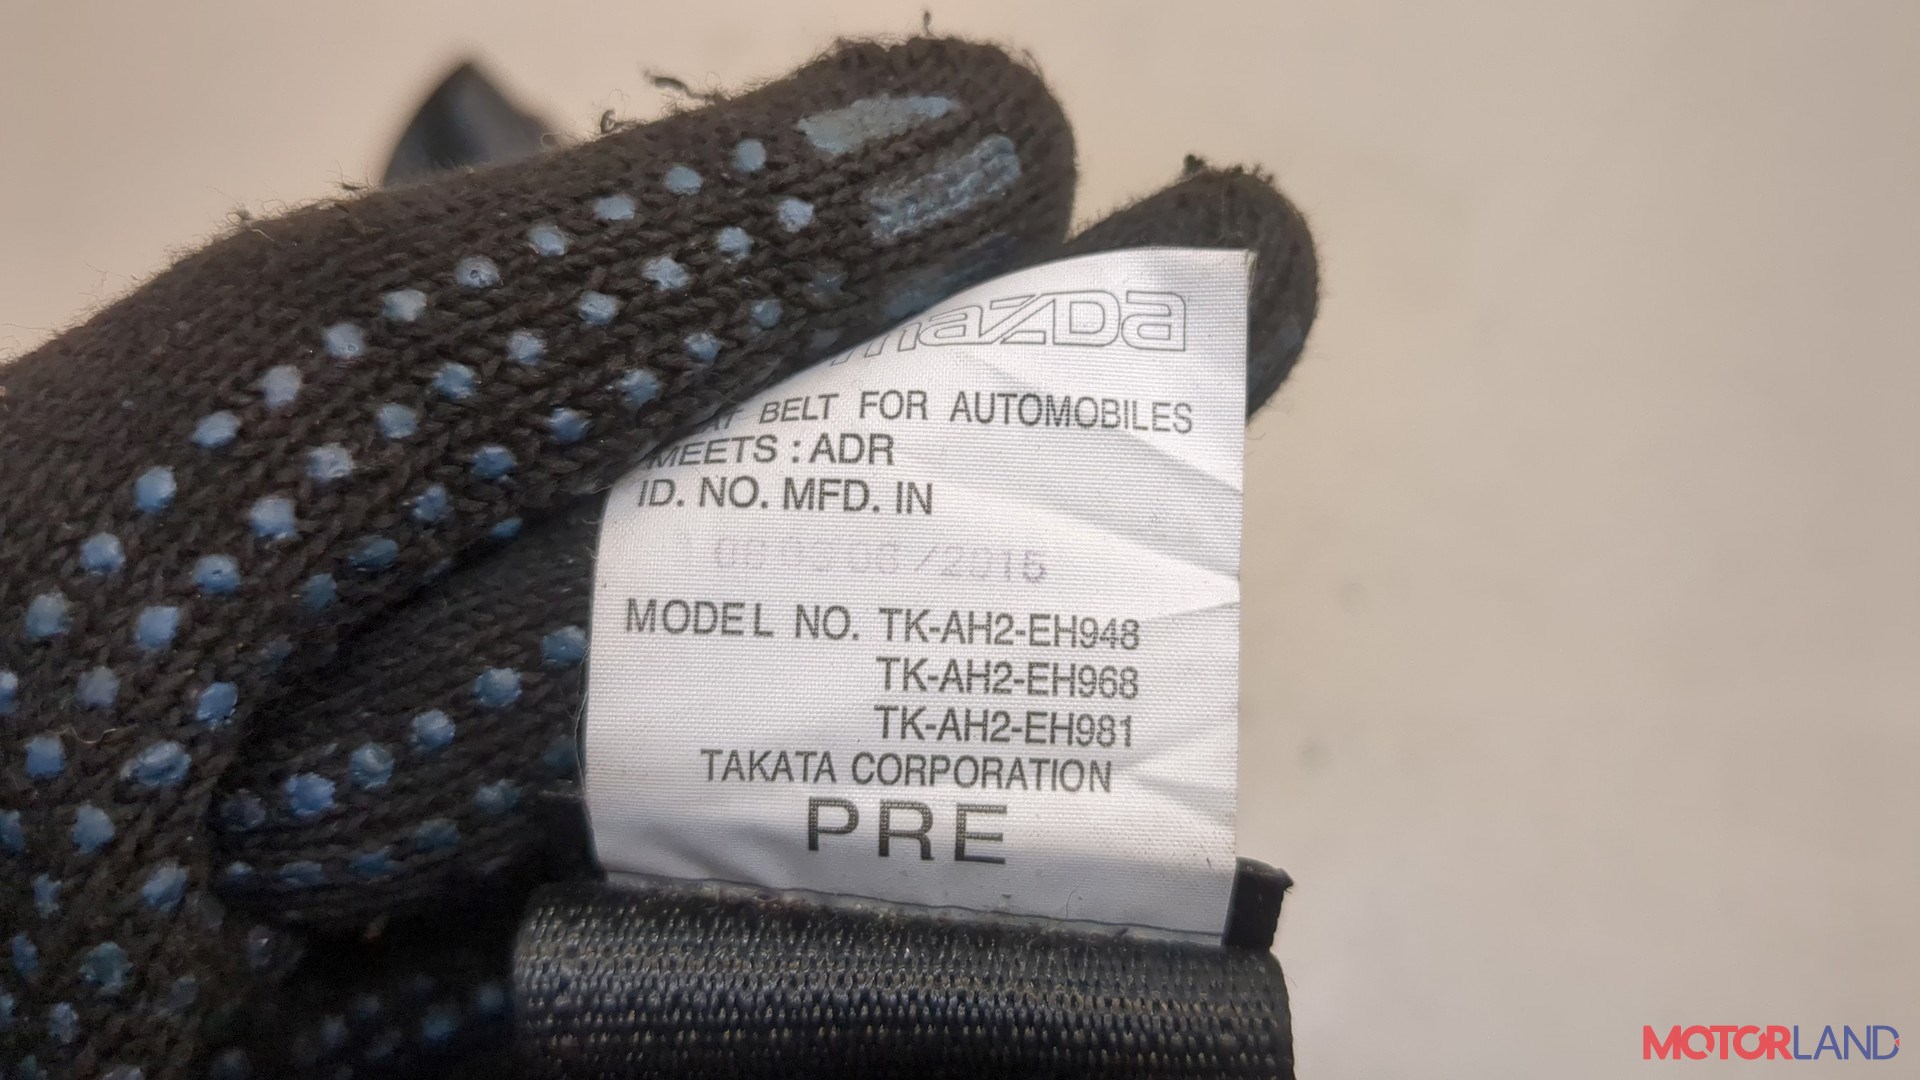 mazDa
BELT FOR AUTOMOBILES
MEETS : ADR
ID. NO. MFD. IN
/2015
MODEL NO. TK-AH2-EH948
TK-AH2-EH968
TK-AH2-EH981
TAKATA CORPORATION
PRE
MOTORLAND